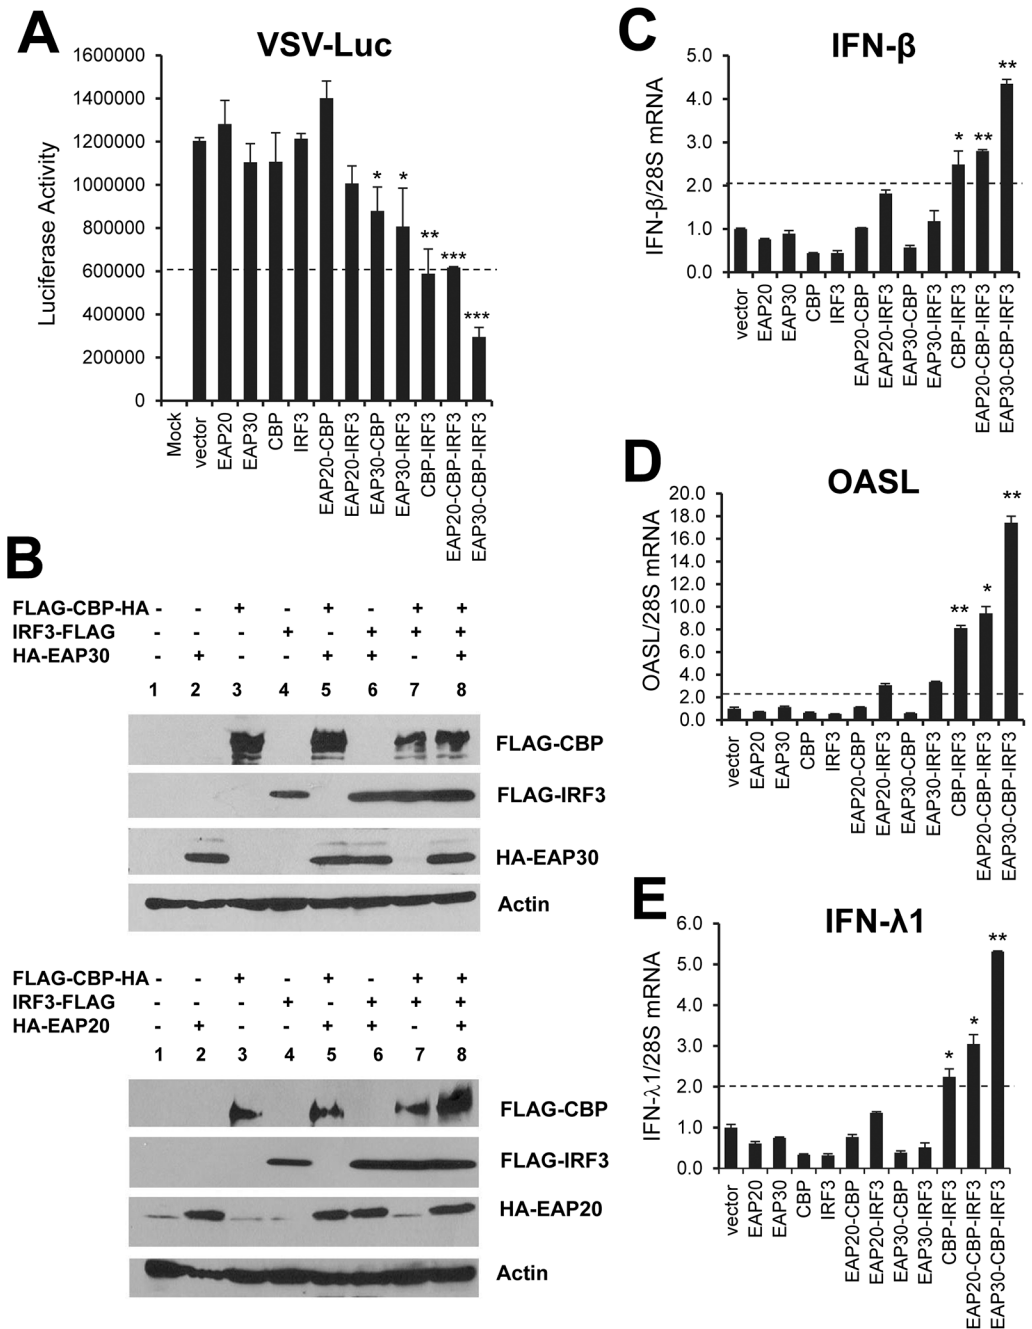 A
VSV-Luc
Luciferase Activity
1600000
1400000
1200000
1000000
800000
600000
400000
200000
0
* * ** *** ***
Mock
vector
EAP20
EAP30
CBP
IRF3
EAP20-CBP
EAP20-IRF3
EAP30-CBP
EAP30-IRF3
CBP-IRF3
EAP20-CBP-IRF3
EAP30-CBP-IRF3
B
FLAG-CBP-HA - - + - + - + +
IRF3-FLAG - - - + - + + +
HA-EAP30 - + - - + + - +
1 2 3 4 5 6 7 8
FLAG-CBP
FLAG-IRF3
HA-EAP30
Actin
FLAG-CBP-HA - - + - + - + +
IRF3-FLAG - - - + - + + +
HA-EAP20 - + - - + + - +
1 2 3 4 5 6 7 8
FLAG-CBP
FLAG-IRF3
HA-EAP20
Actin
C
IFN-β
IFN-β/28S mRNA
5.0
4.0
3.0
2.0
1.0
0.0
* ** **
vector
EAP20
EAP30
CBP
IRF3
EAP20-CBP
EAP20-IRF3
EAP30-CBP
EAP30-IRF3
CBP-IRF3
EAP20-CBP-IRF3
EAP30-CBP-IRF3
D
OASL
OASL/28S mRNA
20.0
18.0
16.0
14.0
12.0
10.0
8.0
6.0
4.0
2.0
0.0
** * **
vector
EAP20
EAP30
CBP
IRF3
EAP20-CBP
EAP20-IRF3
EAP30-CBP
EAP30-IRF3
CBP-IRF3
EAP20-CBP-IRF3
EAP30-CBP-IRF3
E
IFN-λ1
IFN-λ1/28S mRNA
6.0
5.0
4.0
3.0
2.0
1.0
0.0
* * **
vector
EAP20
EAP30
CBP
IRF3
EAP20-CBP
EAP20-IRF3
EAP30-CBP
EAP30-IRF3
CBP-IRF3
EAP20-CBP-IRF3
EAP30-CBP-IRF3